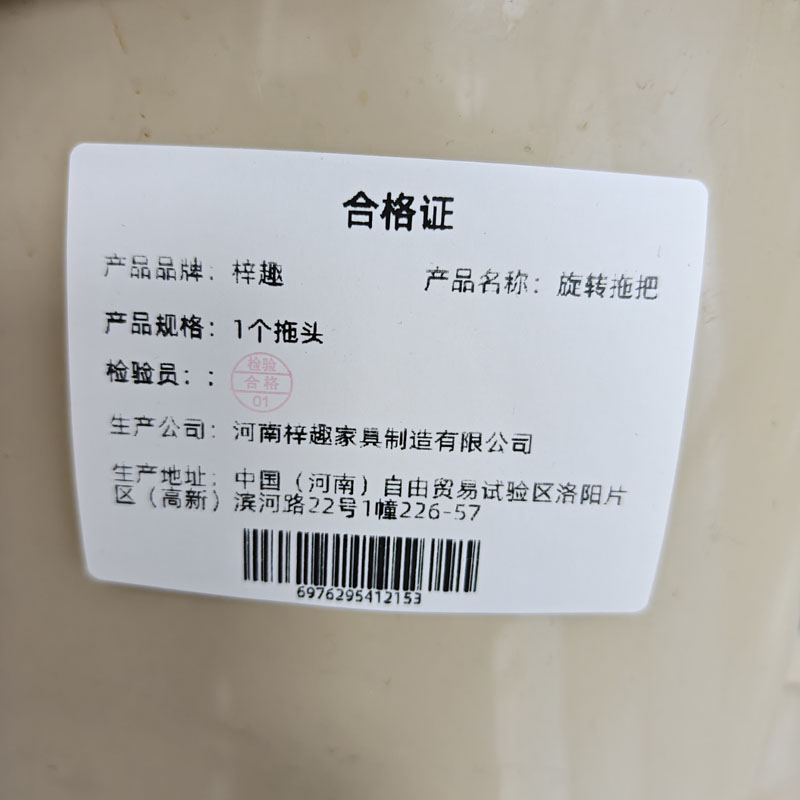 合格证
产品品牌：梓趣 产品名称：旋转拖把
产品规格：1个拖头
检验员：：
检验
合格
01
生产公司：河南梓趣家具制造有限公司
生产地址：中国（河南）自由贸易试验区洛阳片
区（高新）滨河路22号1幢226-57
6976295412153